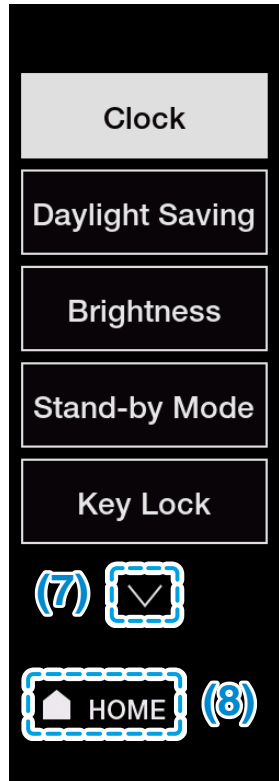 Clock
Daylight Saving
Brightness
Stand-by Mode
Key Lock
(7)
HOME (8)